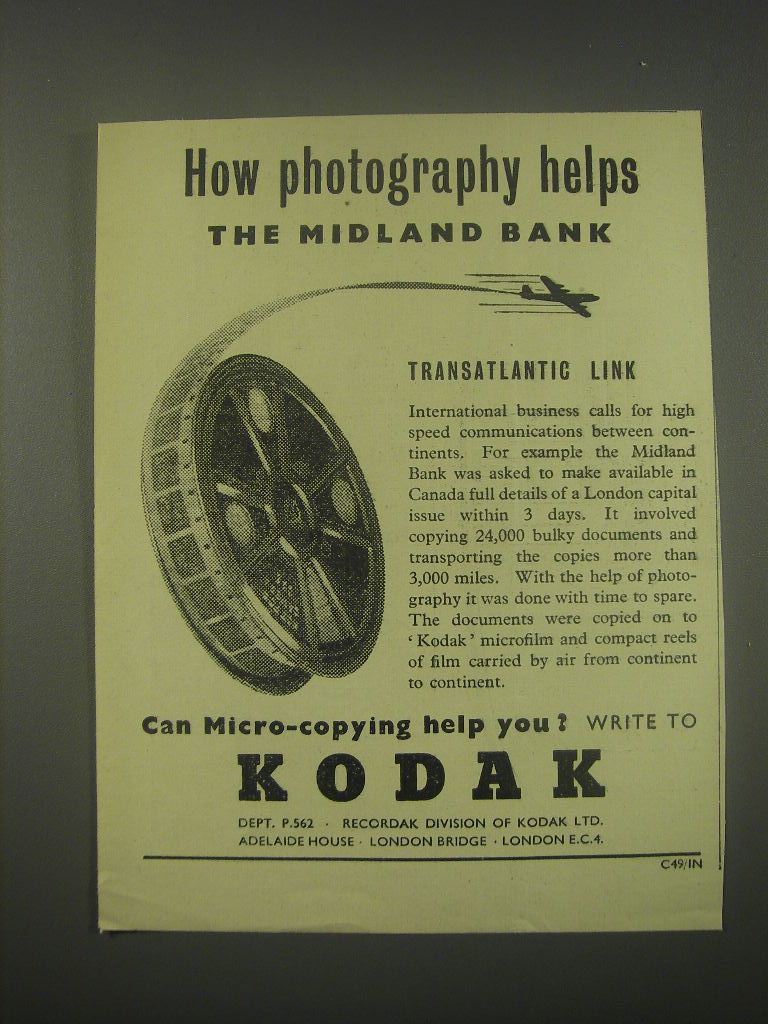 How photography helps
THE MIDLAND BANK
TRANSATLANTIC LINK
International business calls for high
speed communications between con-
tinents. For example the Midland
Bank was asked to make available in
Canada full details of a London capital
issue within 3 days. It involved
copying 24,000 bulky documents and
transporting the copies more than
3,000 miles. With the help of photo-
graphy it was done with time to spare.
The documents were copied on to
‘Kodak’ microfilm and compact reels
of film carried by air from continent
to continent.
Can Micro-copying help you? WRITE TO
KODAK
DEPT. P.562 · RECORDAK DIVISION OF KODAK LTD.
ADELAIDE HOUSE · LONDON BRIDGE · LONDON E.C.4.
C49/IN